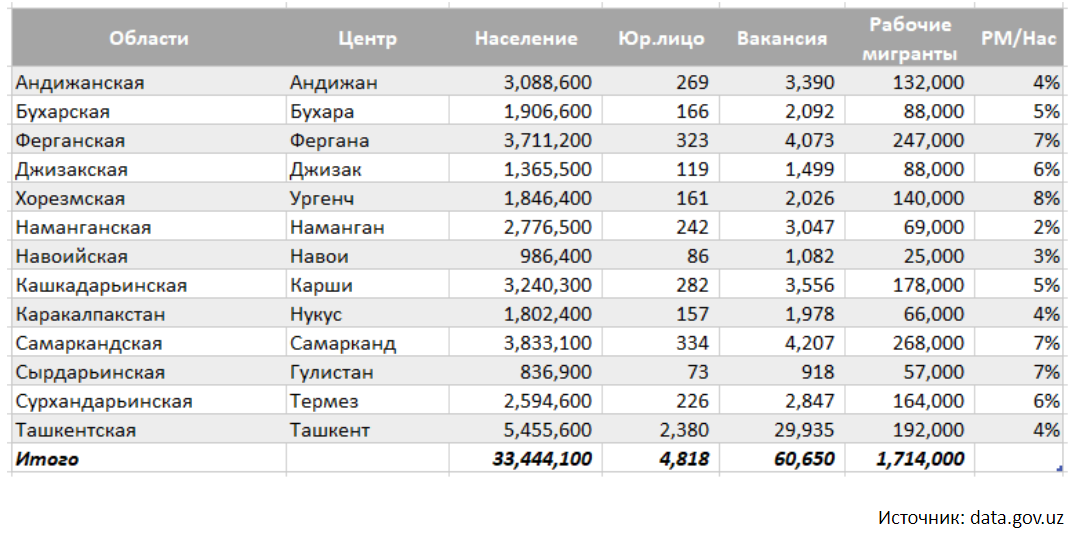 Области Центр Население Юр.лицо Вакансия Рабочие мигранты РМ/Нас
Андижанская Андижан 3,088,600 269 3,390 132,000 4%
Бухарская Бухара 1,906,600 166 2,092 88,000 5%
Ферганская Фергана 3,711,200 323 4,073 247,000 7%
Джизакская Джизак 1,365,500 119 1,499 88,000 6%
Хорезмская Ургенч 1,846,400 161 2,026 140,000 8%
Наманганская Наманган 2,776,500 242 3,047 69,000 2%
Навоийская Навои 986,400 86 1,082 25,000 3%
Кашкадарьинская Карши 3,240,300 282 3,556 178,000 5%
Каракалпакстан Нукус 1,802,400 157 1,978 66,000 4%
Самаркандская Самарканд 3,833,100 334 4,207 268,000 7%
Сырдарьинская Гулистан 836,900 73 918 57,000 7%
Сурхандарьинская Термез 2,594,600 226 2,847 164,000 6%
Ташкентская Ташкент 5,455,600 2,380 29,935 192,000 4%
Итого 33,444,100 4,818 60,650 1,714,000
Источник: data.gov.uz